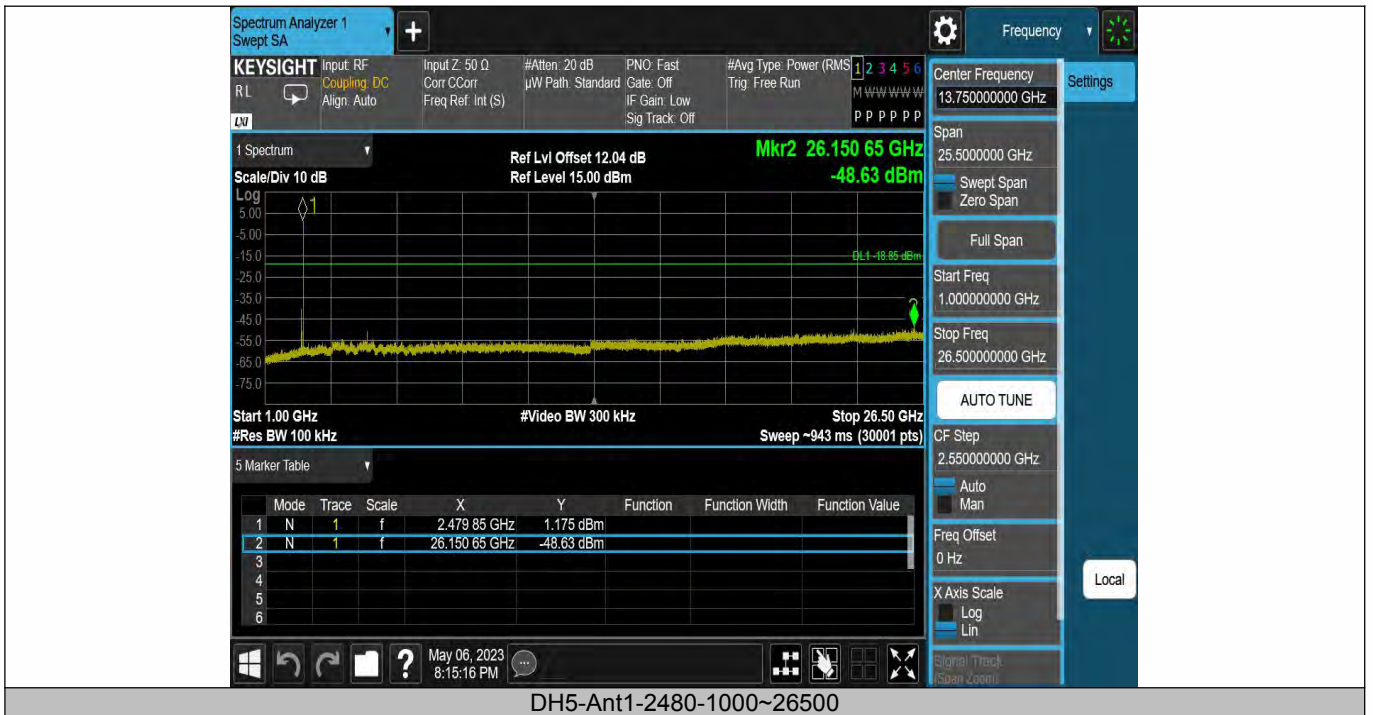 Spectrum Analyzer 1
Swept SA
+
Frequency
KEYSIGHT
RL
LXI
Input: RF
Coupling: DC
Align: Auto
Input Z: 50 Ω
Corr CCorr
Freq Ref: Int (S)
#Atten: 20 dB
µW Path: Standard
PNO: Fast
Gate: Off
IF Gain: Low
Sig Track: Off
#Avg Type: Power (RMS
Trig: Free Run
1 2 3 4 5 6
M W W W W W
P P P P P P
1 Spectrum
Scale/Div 10 dB
Ref Lvl Offset 12.04 dB
Ref Level 15.00 dBm
Mkr2 26.150 65 GHz
-48.63 dBm
Log
5.00
-5.00
-15.0
-25.0
-35.0
-45.0
-55.0
-65.0
-75.0
1
DL1 -18.85 dBm
Start 1.00 GHz
#Res BW 100 kHz
#Video BW 300 kHz
Stop 26.50 GHz
Sweep ~943 ms (30001 pts)
5 Marker Table
Mode Trace Scale X Y Function Function Width Function Value
1 N 1 f 2.479 85 GHz 1.175 dBm
2 N 1 f 26.150 65 GHz -48.63 dBm
3
4
5
6
?
May 06, 2023
8:15:16 PM
Center Frequency
13.750000000 GHz
Settings
Span
25.5000000 GHz
Swept Span
Zero Span
Full Span
Start Freq
1.000000000 GHz
Stop Freq
26.500000000 GHz
AUTO TUNE
CF Step
2.550000000 GHz
Auto
Man
Freq Offset
0 Hz
X Axis Scale
Log
Lin
Signal Track
(Span Zoom)
Local
DH5-Ant1-2480-1000~26500